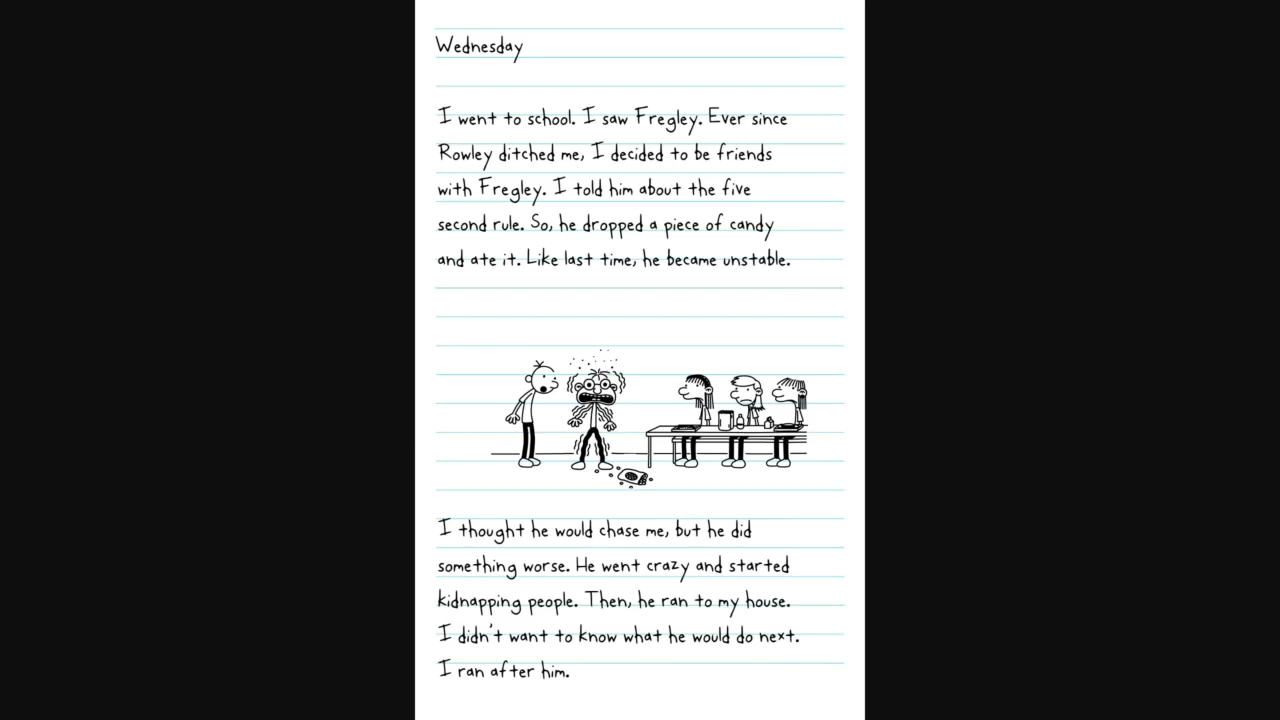 Wednesday
I went to school. I saw Fregley. Ever since
Rowley ditched me, I decided to be friends
with Fregley. I told him about the five
second rule. So, he dropped a piece of candy
and ate it. Like last time, he became unstable.
I thought he would chase me, but he did
something worse. He went crazy and started
kidnapping people. Then, he ran to my house.
I didn't want to know what he would do next.
I ran after him.